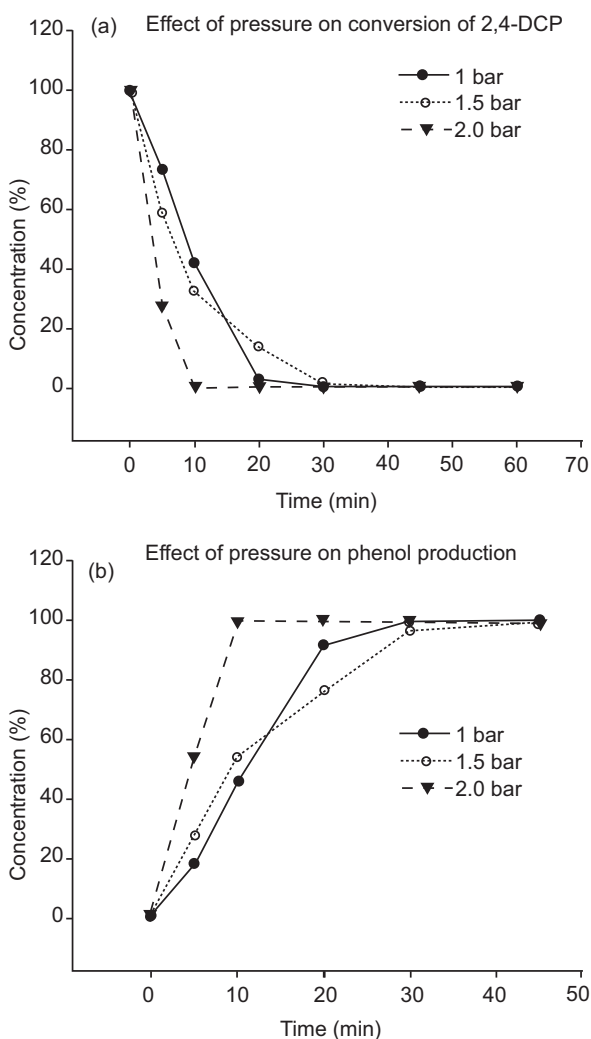 (a) Effect of pressure on conversion of 2,4-DCP
120
100
80
60
40
20
0
Concentration (%)
1 bar
1.5 bar
2.0 bar
0 10 20 30 40 50 60 70
Time (min)
(b) Effect of pressure on phenol production
120
100
80
60
40
20
0
Concentration (%)
1 bar
1.5 bar
2.0 bar
0 10 20 30 40 50
Time (min)